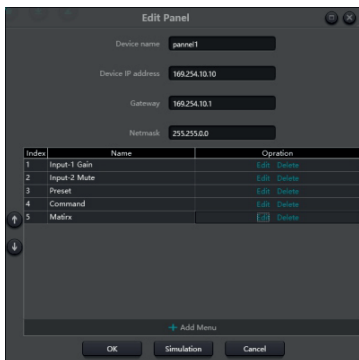 Edit Panel
Device name pannel1
Device IP address 169.254.10.10
Gateway 169.254.10.1
Netmask 255.255.0.0
Index Name Opration
1 Input-1 Gain Edit Delete
2 Input-2 Mute Edit Delete
3 Preset Edit Delete
4 Command Edit Delete
5 Matirx Edit Delete
+ Add Menu
OK Simulation Cancel